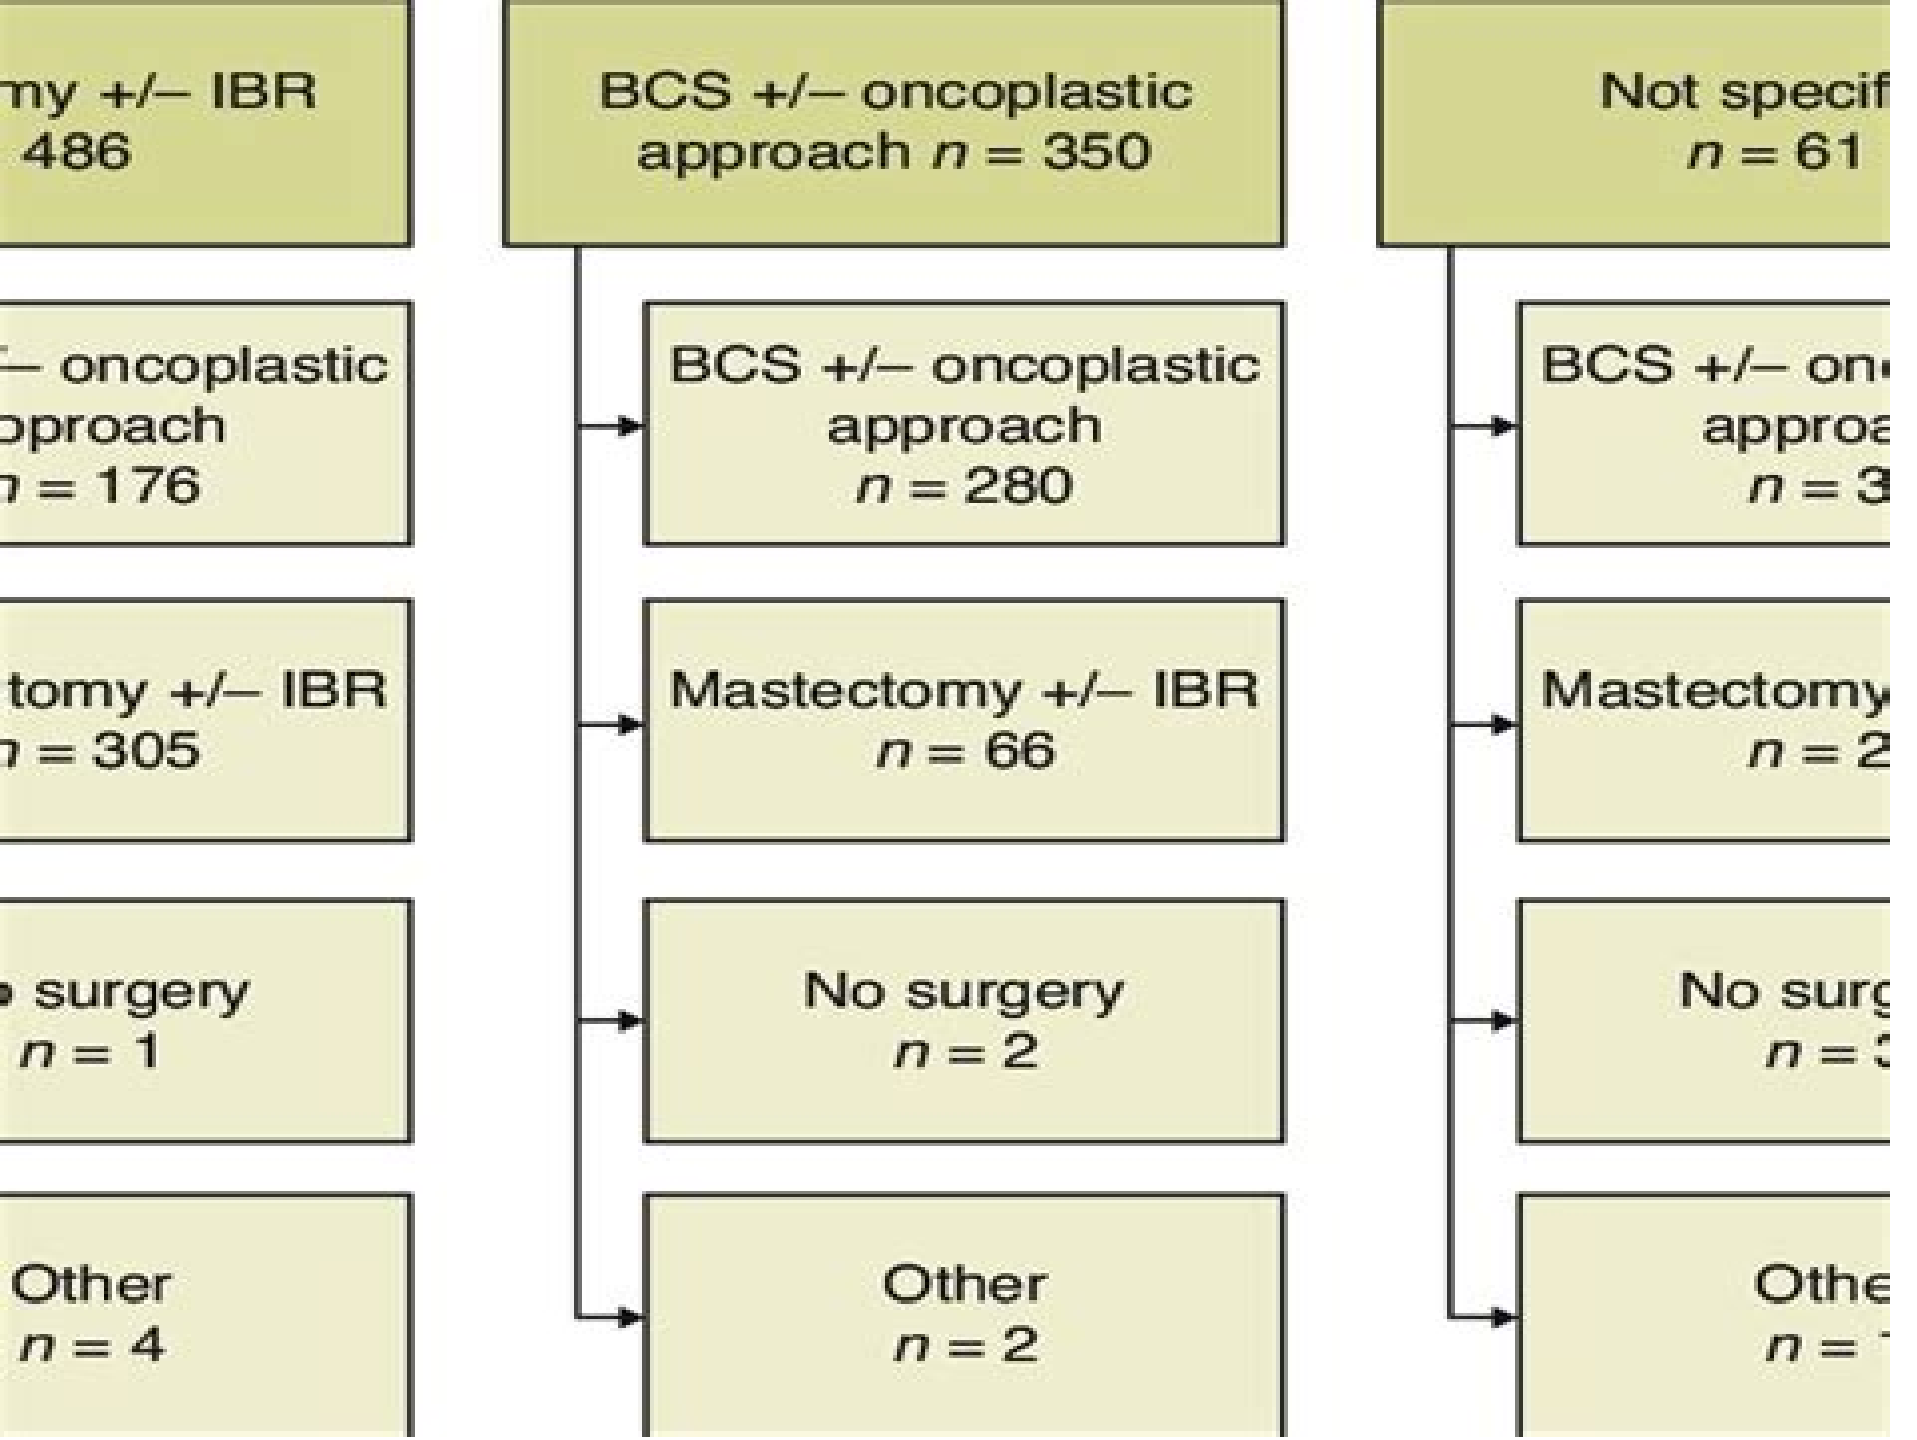 my +/– IBR
486
BCS +/– oncoplastic
approach n = 350
Not specif
n = 61
– oncoplastic
pproach
n = 176
BCS +/– oncoplastic
approach
n = 280
BCS +/– on
approa
n = 3
tomy +/– IBR
n = 305
Mastectomy +/– IBR
n = 66
Mastectomy
n = 2
surgery
n = 1
No surgery
n = 2
No surg
n = 3
Other
n = 4
Other
n = 2
Othe
n =